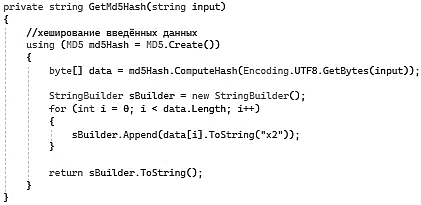 private string GetMd5Hash(string input)
{
//хеширование введённых данных
using (MD5 md5Hash = MD5.Create())
{
byte[] data = md5Hash.ComputeHash(Encoding.UTF8.GetBytes(input));
StringBuilder sBuilder = new StringBuilder();
for (int i = 0; i < data.Length; i++)
{
sBuilder.Append(data[i].ToString("x2"));
}
return sBuilder.ToString();
}
}